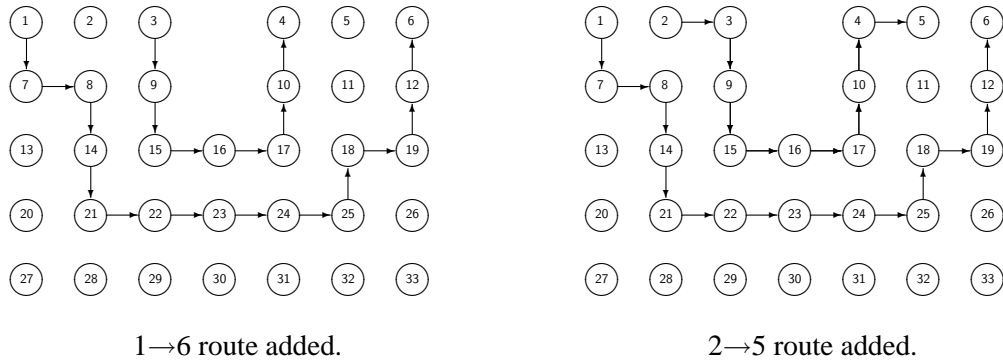 1 2 3 4 5 6 1 2 3 4 5 6
7 8 9 10 11 12 7 8 9 10 11 12
13 14 15 16 17 18 19 13 14 15 16 17 18 19
20 21 22 23 24 25 26 20 21 22 23 24 25 26
27 28 29 30 31 32 33 27 28 29 30 31 32 33
1→6 route added. 2→5 route added.